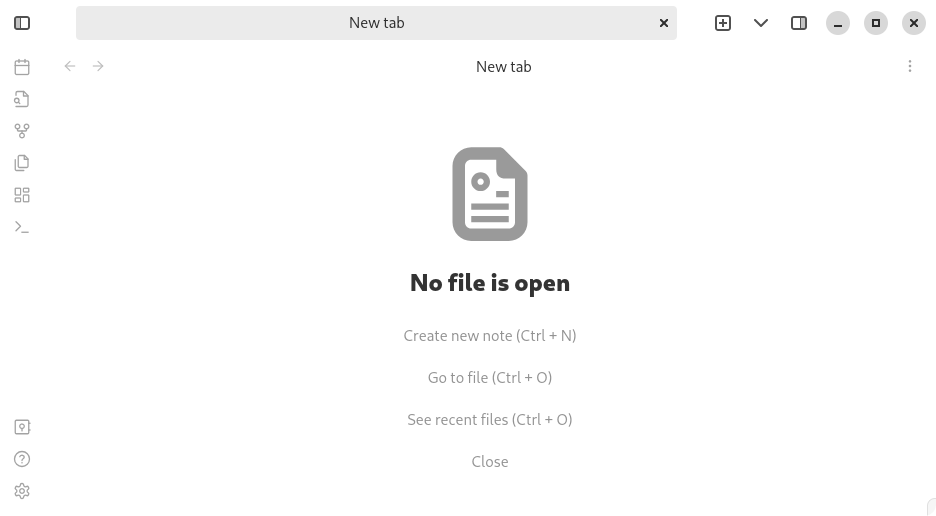 New tab
New tab
No file is open
Create new note (Ctrl + N)
Go to file (Ctrl + O)
See recent files (Ctrl + O)
Close